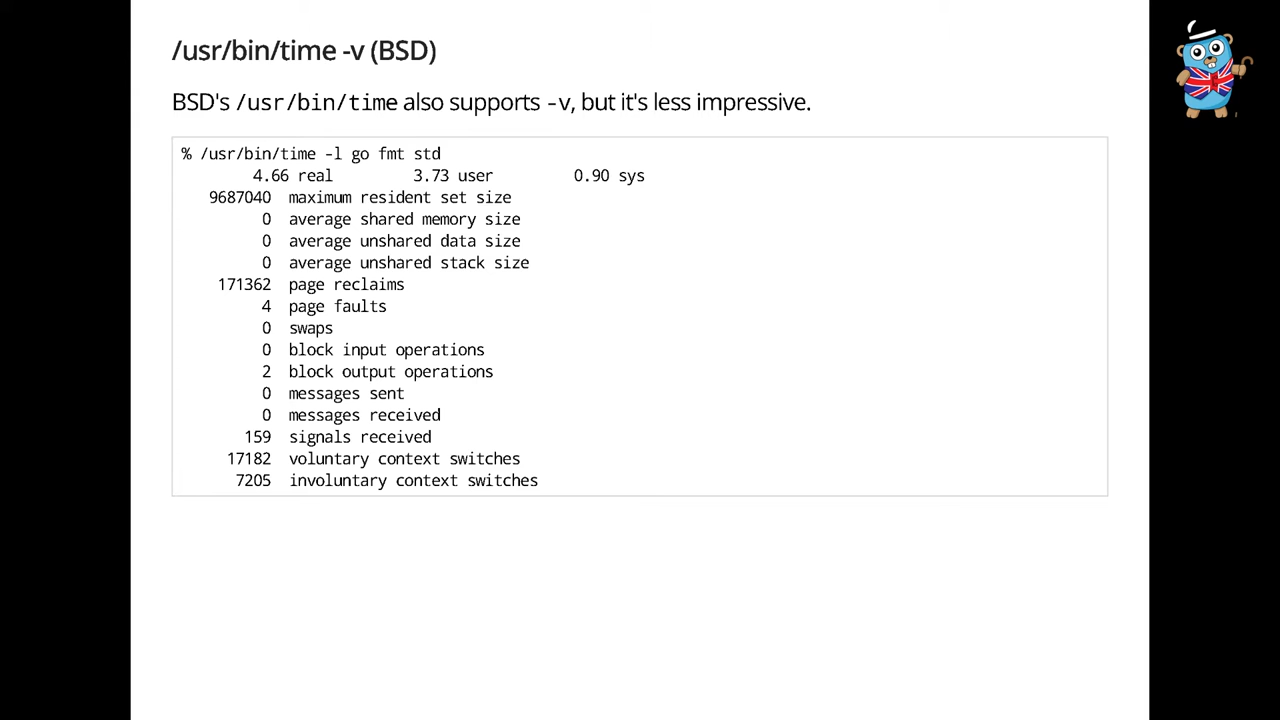 /usr/bin/time -v (BSD)
BSD's /usr/bin/time also supports -v, but it's less impressive.
% /usr/bin/time -l go fmt std
4.66 real 3.73 user 0.90 sys
9687040 maximum resident set size
0 average shared memory size
0 average unshared data size
0 average unshared stack size
171362 page reclaims
4 page faults
0 swaps
0 block input operations
2 block output operations
0 messages sent
0 messages received
159 signals received
17182 voluntary context switches
7205 involuntary context switches